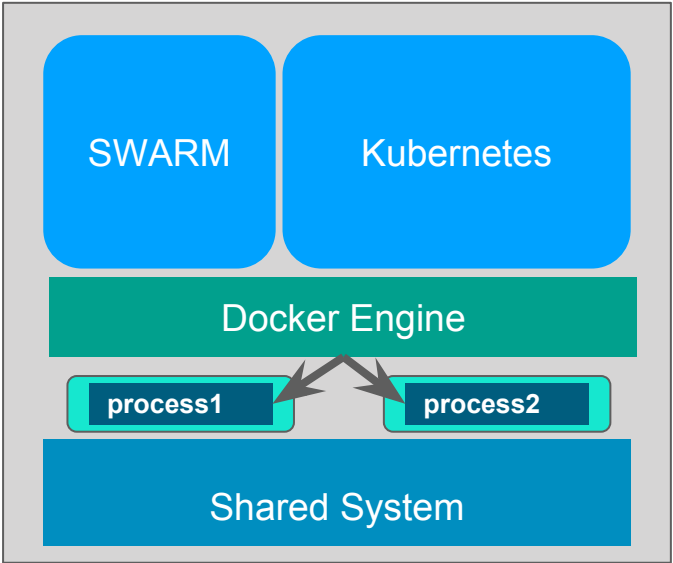 SWARM
Kubernetes
Docker Engine
process1
process2
Shared System